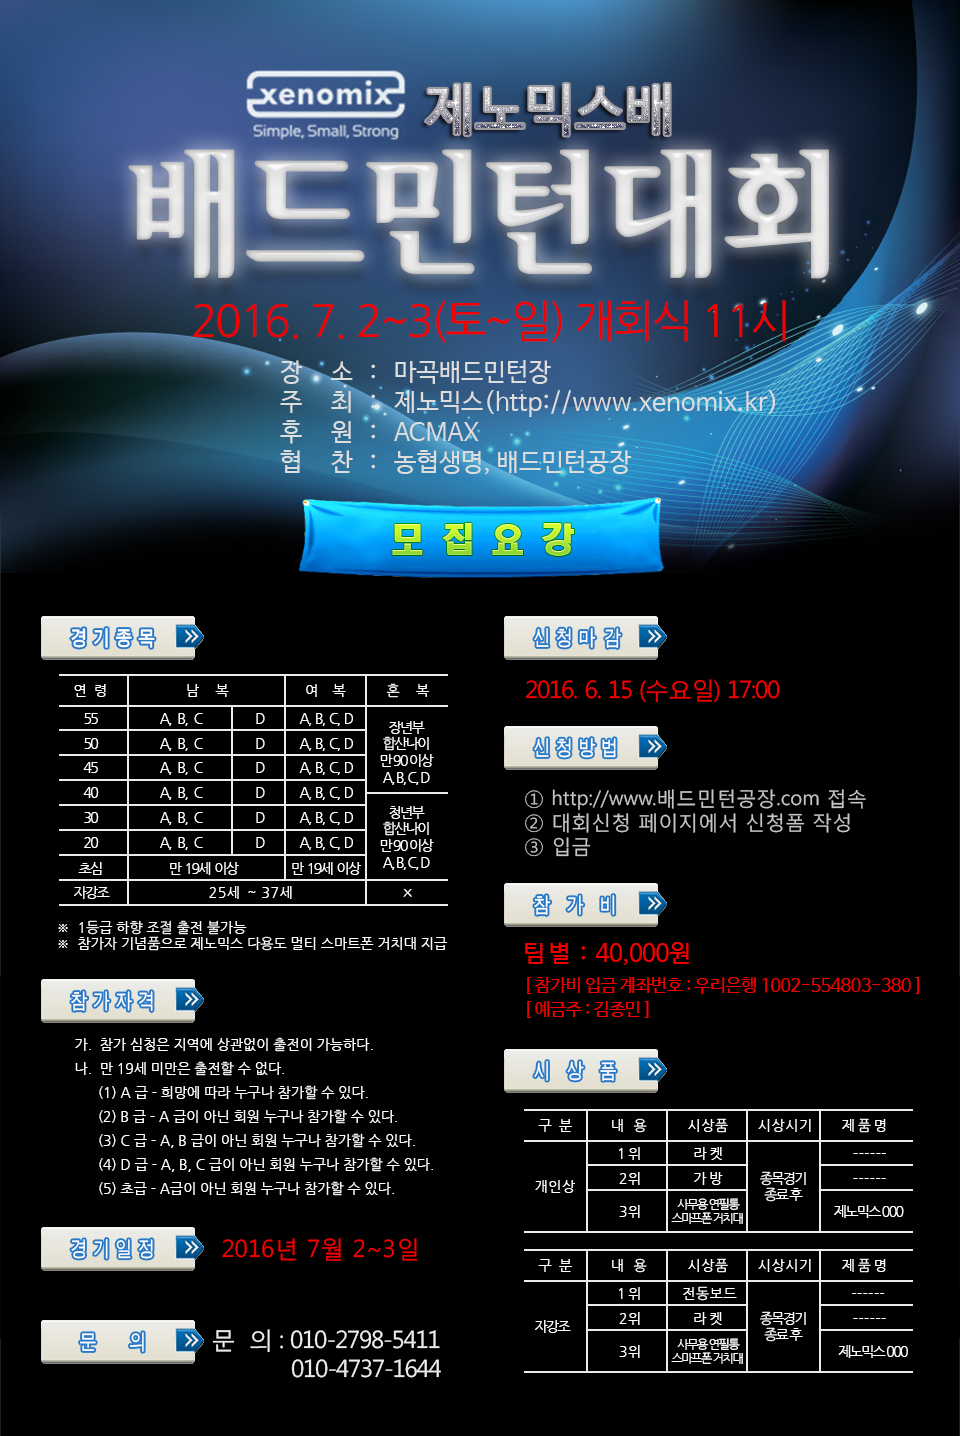 xenomix
Simple, Small, Strong
제노믹스배
배드민턴대회
2016. 7. 2~3(토~일) 개회식 11시
장 소 : 마곡배드민턴장
주 최 : 제노믹스(http://www.xenomix.kr)
후 원 : ACMAX
협 찬 : 농협생명, 배드민턴공장
모 집 요 강
경기종목
연 령 남 복 여 복 혼 복
55 A, B, C D A, B, C, D
50 A, B, C D A, B, C, D
45 A, B, C D A, B, C, D
40 A, B, C D A, B, C, D
장년부
합산나이
만90이상
A, B, C, D
30 A, B, C D A, B, C, D
20 A, B, C D A, B, C, D
청년부
합산나이
만90이상
A, B, C, D
초심 만 19세 이상 만 19세 이상
자강조 25세 ~ 37세 x
※ 1등급 하향 조절 출전 불가능
※ 참가자 기념품으로 제노믹스 다용도 멀티 스마트폰 거치대 지급
참가자격
가. 참가 심청은 지역에 상관없이 출전이 가능하다.
나. 만 19세 미만은 출전할 수 없다.
(1) A 급 - 희망에 따라 누구나 참가할 수 있다.
(2) B 급 - A 급이 아닌 회원 누구나 참가할 수 있다.
(3) C 급 - A, B 급이 아닌 회원 누구나 참가할 수 있다.
(4) D 급 - A, B, C 급이 아닌 회원 누구나 참가할 수 있다.
(5) 초급 - A급이 아닌 회원 누구나 참가할 수 있다.
경기일정
2016년 7월 2~3일
문 의
문 의 : 010-2798-5411
010-4737-1644
신청마감
2016. 6. 15 (수요일) 17:00
신청방법
① http://www.배드민턴공장.com 접속
② 대회신청 페이지에서 신청폼 작성
③ 입금
참 가 비
팀별 : 40,000원
[ 참가비 입금 계좌번호 : 우리은행 1002-554803-380 ]
[ 예금주 : 김종민 ]
시 상 품
구 분 내 용 시상품 시상시기 제품명
개인상
1위 라켓 ------
2위 가방 ------
3위 사무용 연필통 스마프폰 거치대 제노믹스 000
종목경기
종료후
구 분 내 용 시상품 시상시기 제품명
자강조
1위 전동보드 ------
2위 라켓 ------
3위 사무용 연필통 스마프폰 거치대 제노믹스 000
종목경기
종료후